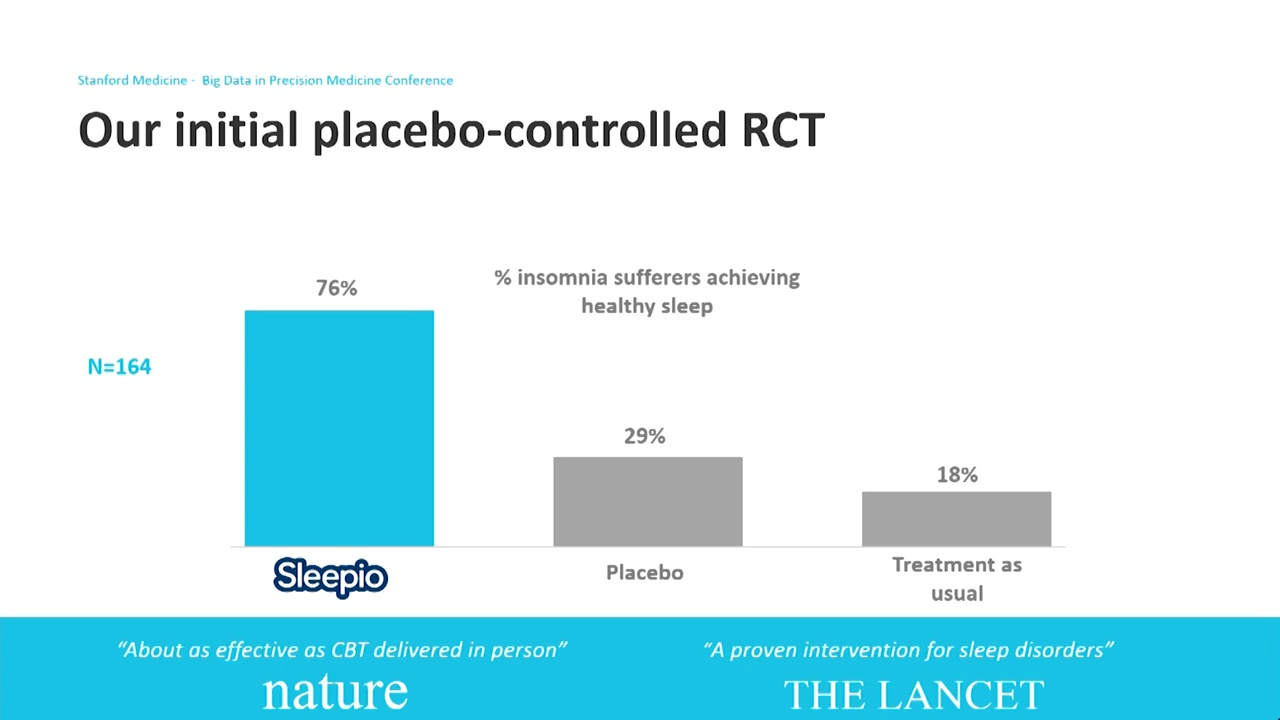 Stanford Medicine - Big Data in Precision Medicine Conference
Our initial placebo-controlled RCT
% insomnia sufferers achieving
healthy sleep
76%
N=164
29%
18%
Sleepio
Placebo
Treatment as
usual
“About as effective as CBT delivered in person”
nature
“A proven intervention for sleep disorders”
THE LANCET